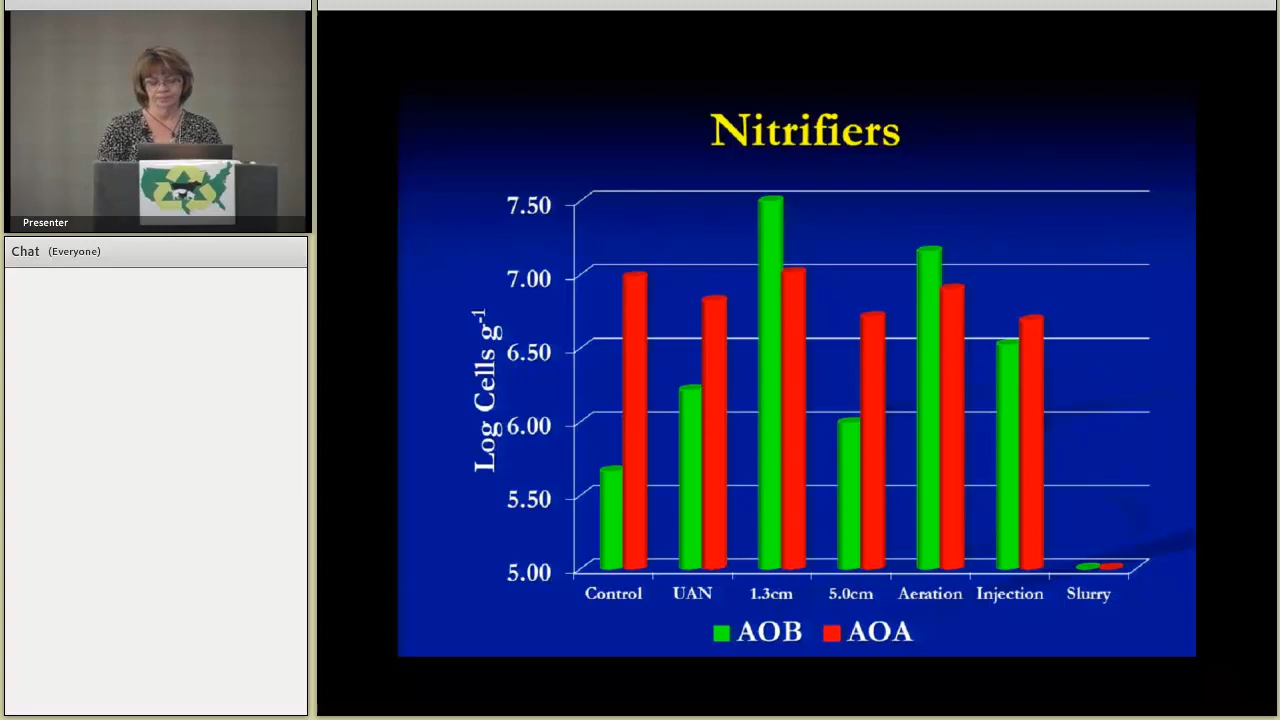 Presenter
Chat (Everyone)
Nitrifiers
Log Cells g-1
7.50
7.00
6.50
6.00
5.50
5.00
Control UAN 1.3cm 5.0cm Aeration Injection Slurry
AOB AOA